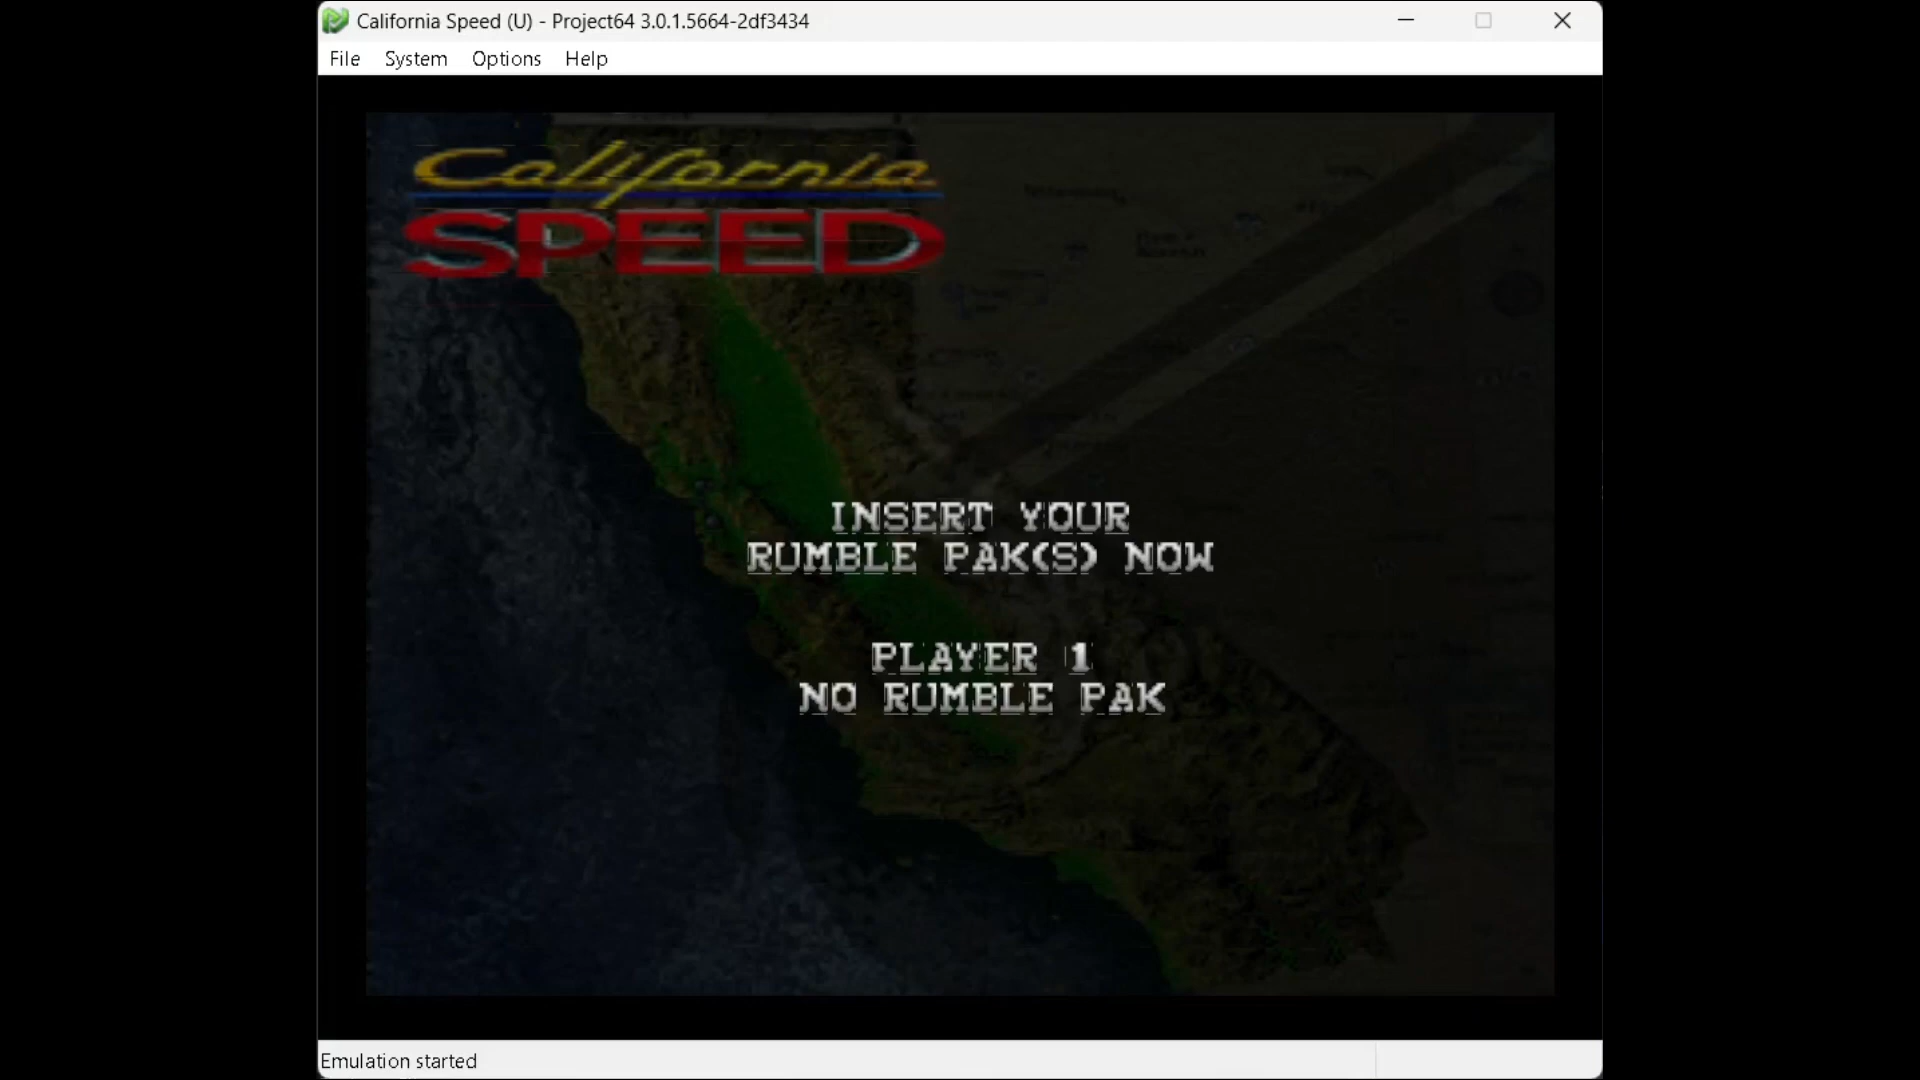 California Speed (U) - Project64 3.0.1.5664-2df3434
File System Options Help
California
SPEED
INSERT YOUR
RUMBLE PAK(S) NOW
PLAYER 1
NO RUMBLE PAK
Emulation started